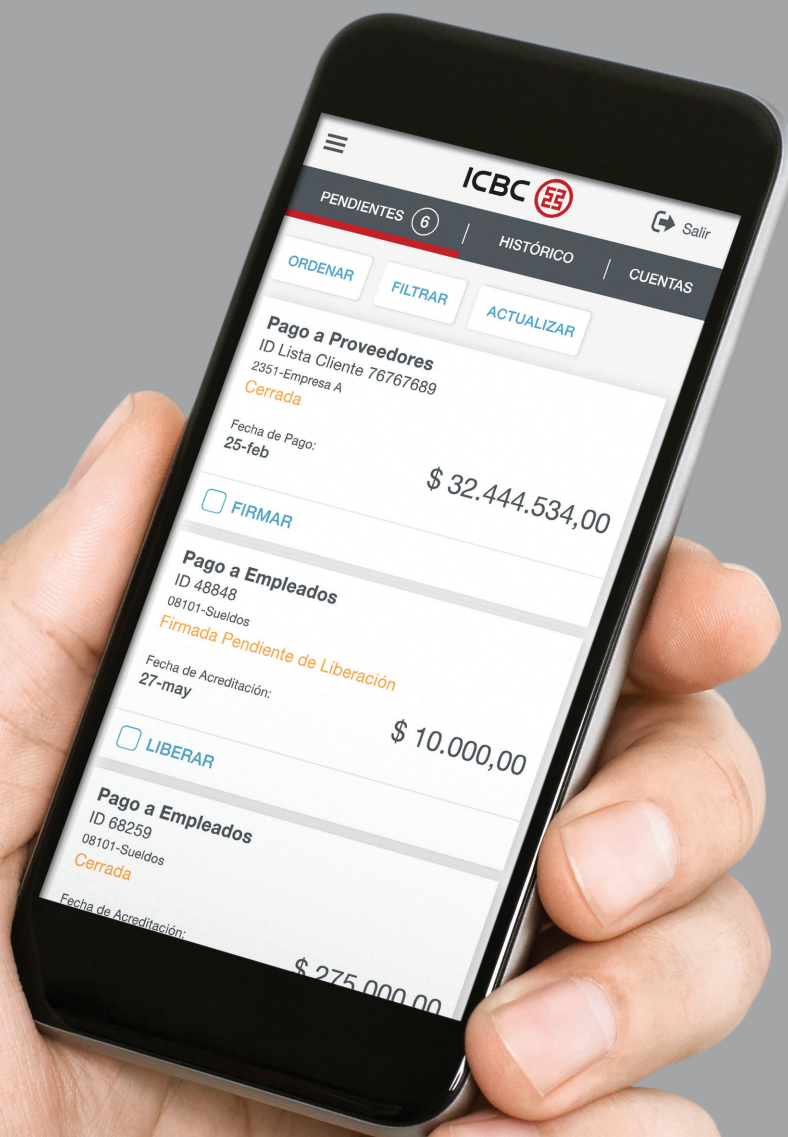 ICBC
Salir
PENDIENTES 6 | HISTÓRICO | CUENTAS
ORDENAR FILTRAR ACTUALIZAR
Pago a Proveedores
ID Lista Cliente 76767689
2351-Empresa A
Cerrada
Fecha de Pago:
25-feb
$ 32.444.534,00
FIRMAR
Pago a Empleados
ID 48848
08101-Sueldos
Firmada Pendiente de Liberación
Fecha de Acreditación:
27-may
$ 10.000,00
LIBERAR
Pago a Empleados
ID 68259
08101-Sueldos
Cerrada
Fecha de Acreditación:
$ 275.000,00